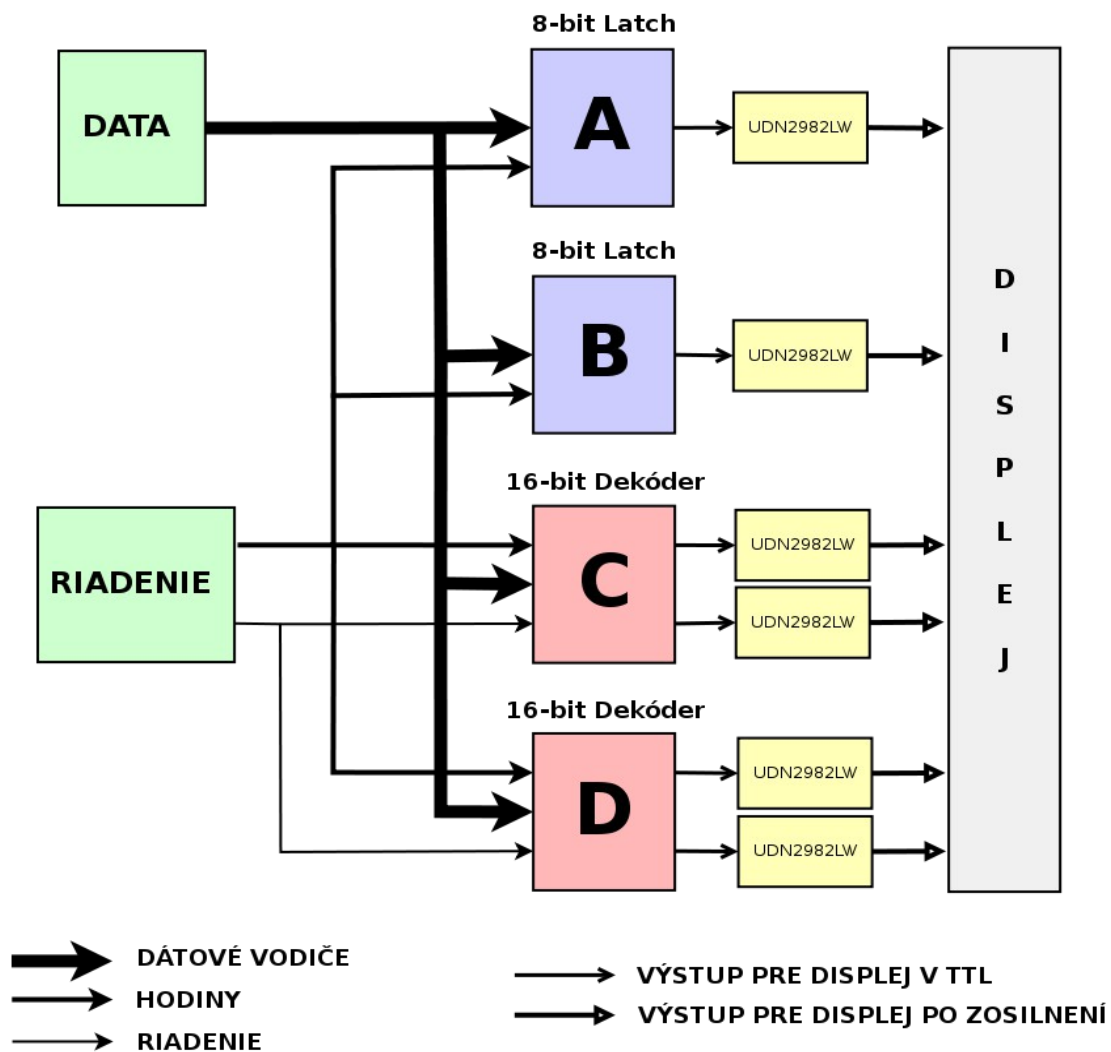 8-bit Latch
DATA
A
UDN2982LW
8-bit Latch
B
UDN2982LW
16-bit Dekóder
RIADENIE
C
UDN2982LW
UDN2982LW
16-bit Dekóder
D
UDN2982LW
UDN2982LW
D
I
S
P
L
E
J
DÁTOVÉ VODIČE
HODINY
RIADENIE
VÝSTUP PRE DISPLEJ V TTL
VÝSTUP PRE DISPLEJ PO ZOSILNENÍ